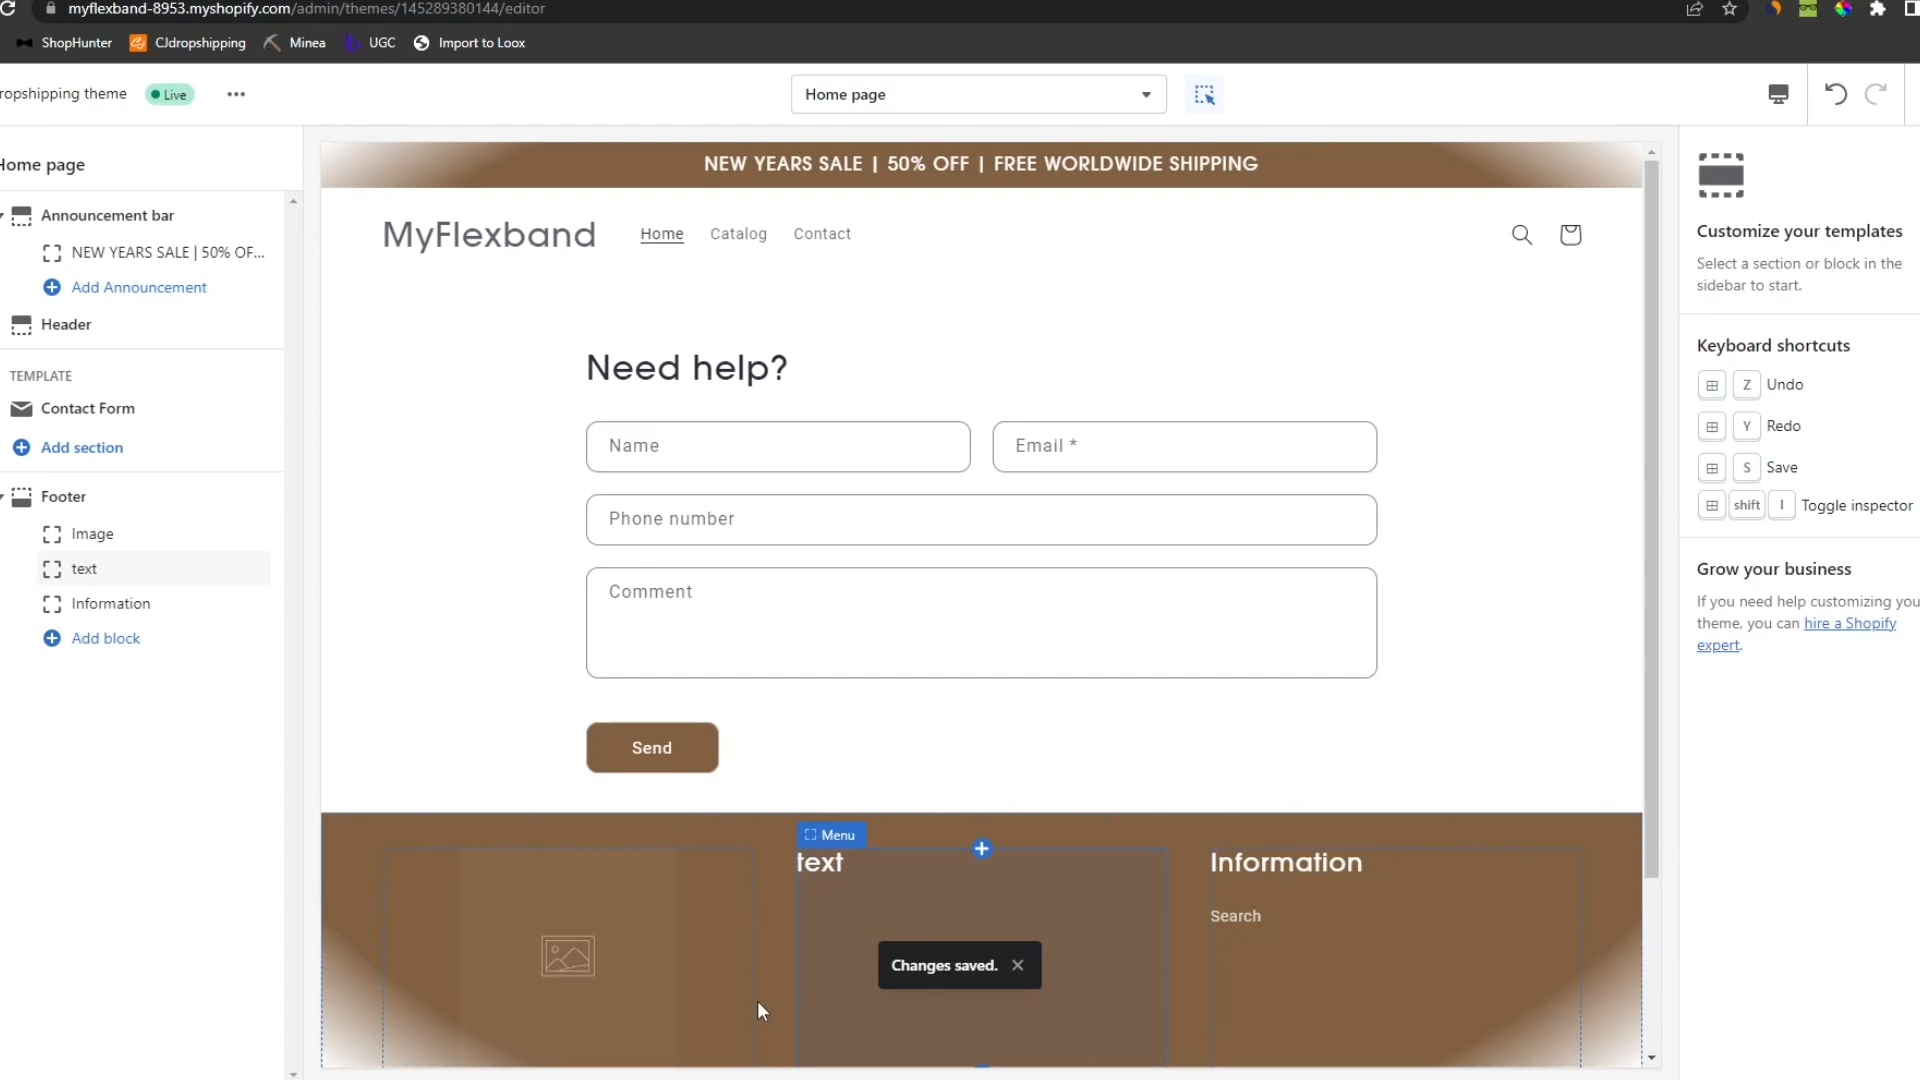 myflexband-8953.myshopify.com/admin/themes/145289380144/editor
ShopHunter CJdropshipping Minea UGC Import to Loox
ropshipping theme Live
Home page
Home page
Announcement bar
NEW YEARS SALE | 50% OF...
Add Announcement
Header
TEMPLATE
Contact Form
Add section
Footer
Image
text
Information
Add block
NEW YEARS SALE | 50% OFF | FREE WORLDWIDE SHIPPING
MyFlexband Home Catalog Contact
Need help?
Name Email *
Phone number
Comment
Send
Menu
text
Information
Search
Changes saved.
Customize your templates
Select a section or block in the
sidebar to start.
Keyboard shortcuts
Z Undo
Y Redo
S Save
shift I Toggle inspector
Grow your business
If you need help customizing you
theme, you can hire a Shopify
expert.